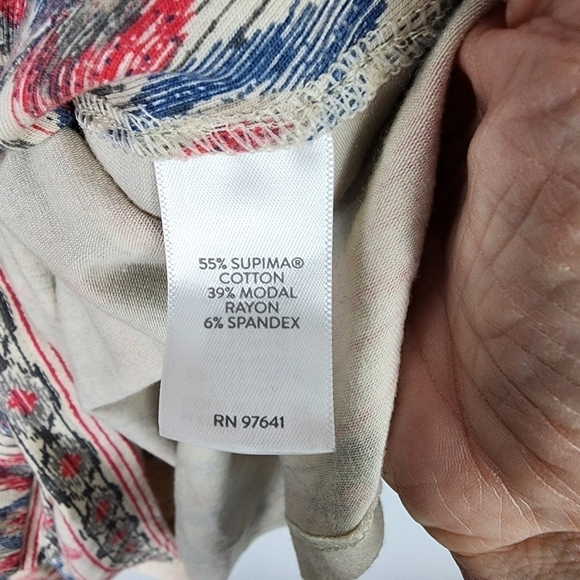 55% SUPIMA®
COTTON
39% MODAL
RAYON
6% SPANDEX
RN 97641